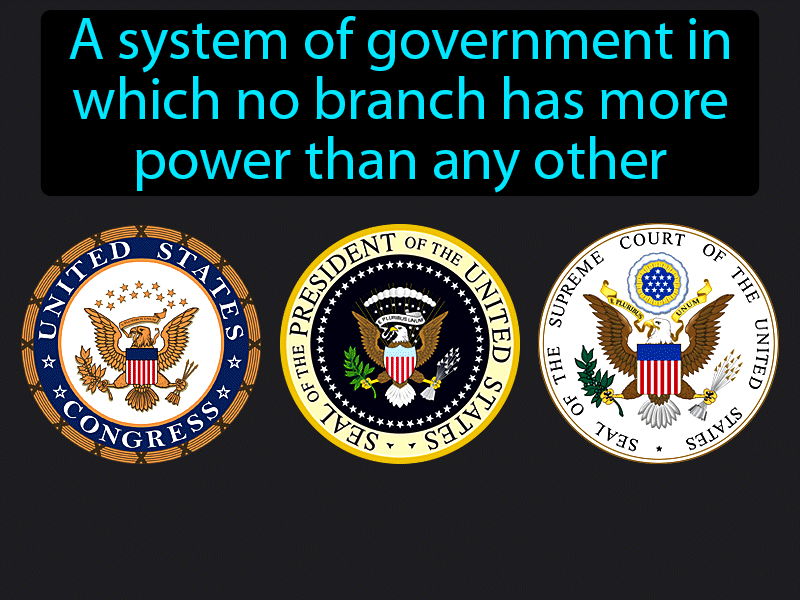 A system of government in
which no branch has more
power than any other
UNITED STATES
CONGRESS
SEAL OF THE PRESIDENT OF THE UNITED STATES
E PLURIBUS UNUM
SEAL OF THE SUPREME COURT OF THE UNITED STATES
E PLURIBUS UNUM